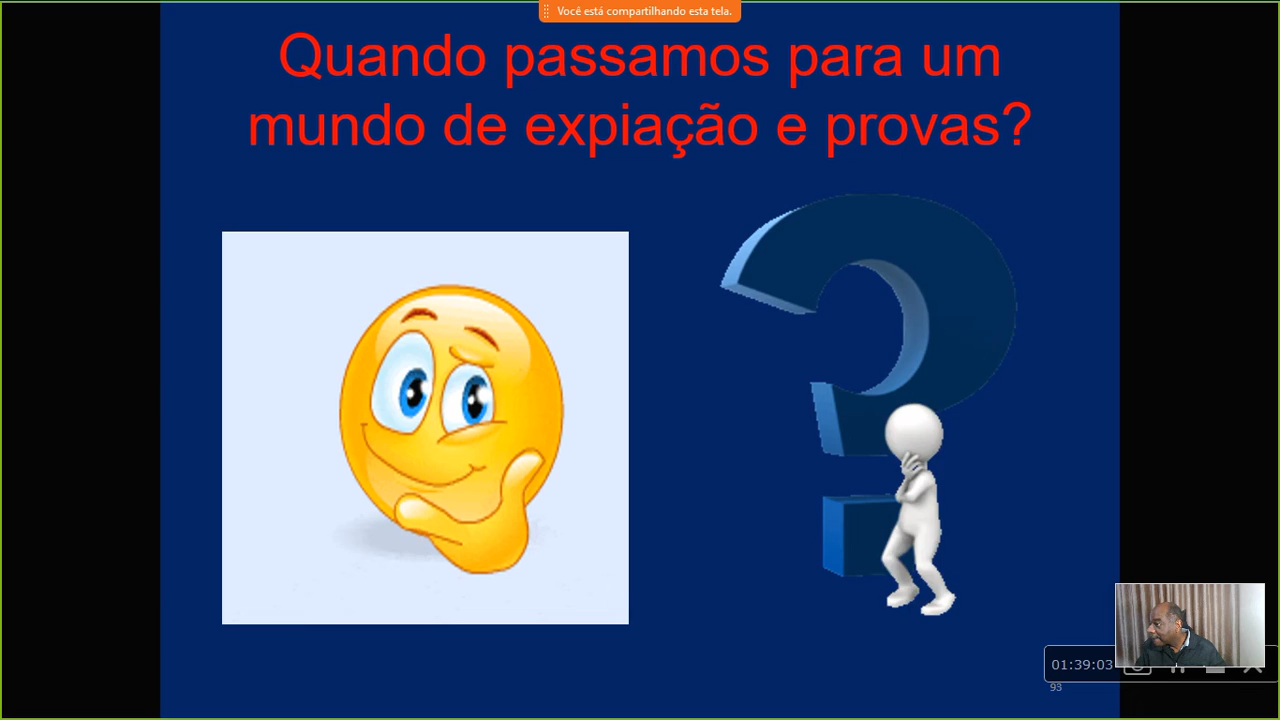 Você está compartilhando esta tela.
Quando passamos para um
mundo de expiação e provas?
01:39:03
93